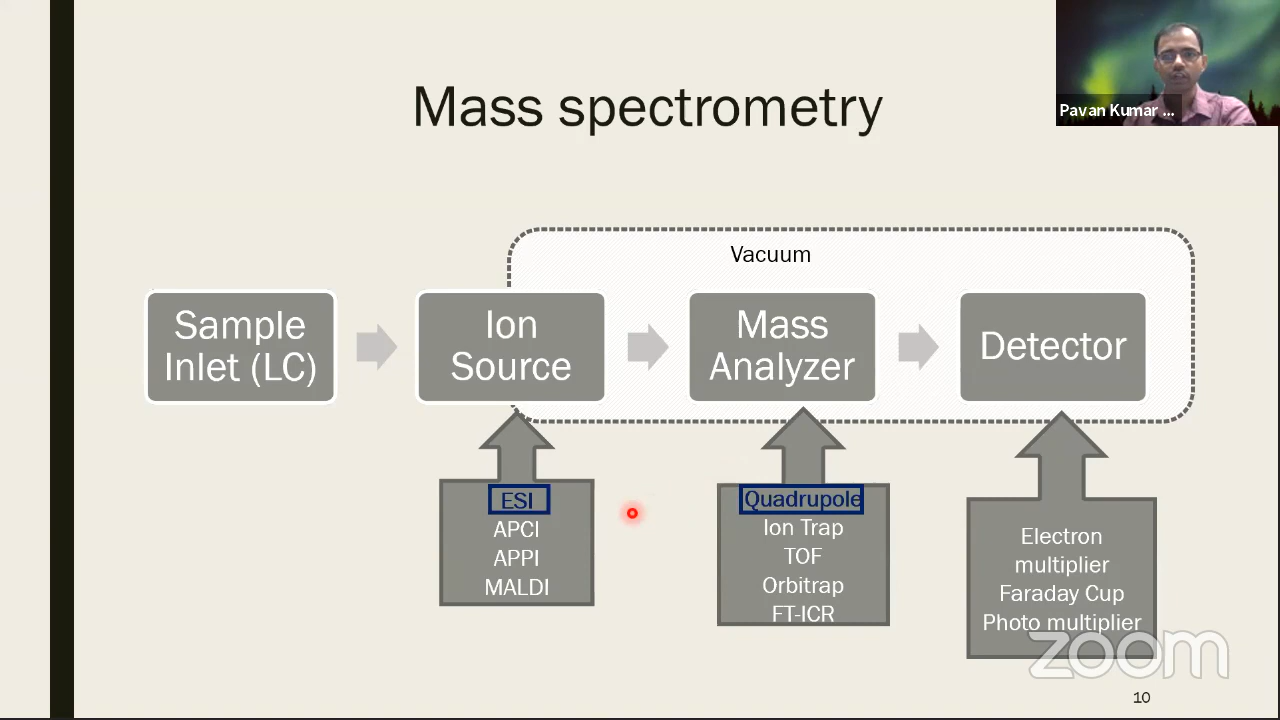 Mass spectrometry
Pavan Kumar ...
Vacuum
Sample
Inlet (LC)
Ion
Source
Mass
Analyzer
Detector
ESI
APCI
APPI
MALDI
Quadrupole
Ion Trap
TOF
Orbitrap
FT-ICR
Electron
multiplier
Faraday Cup
Photo multiplier
zoom
10